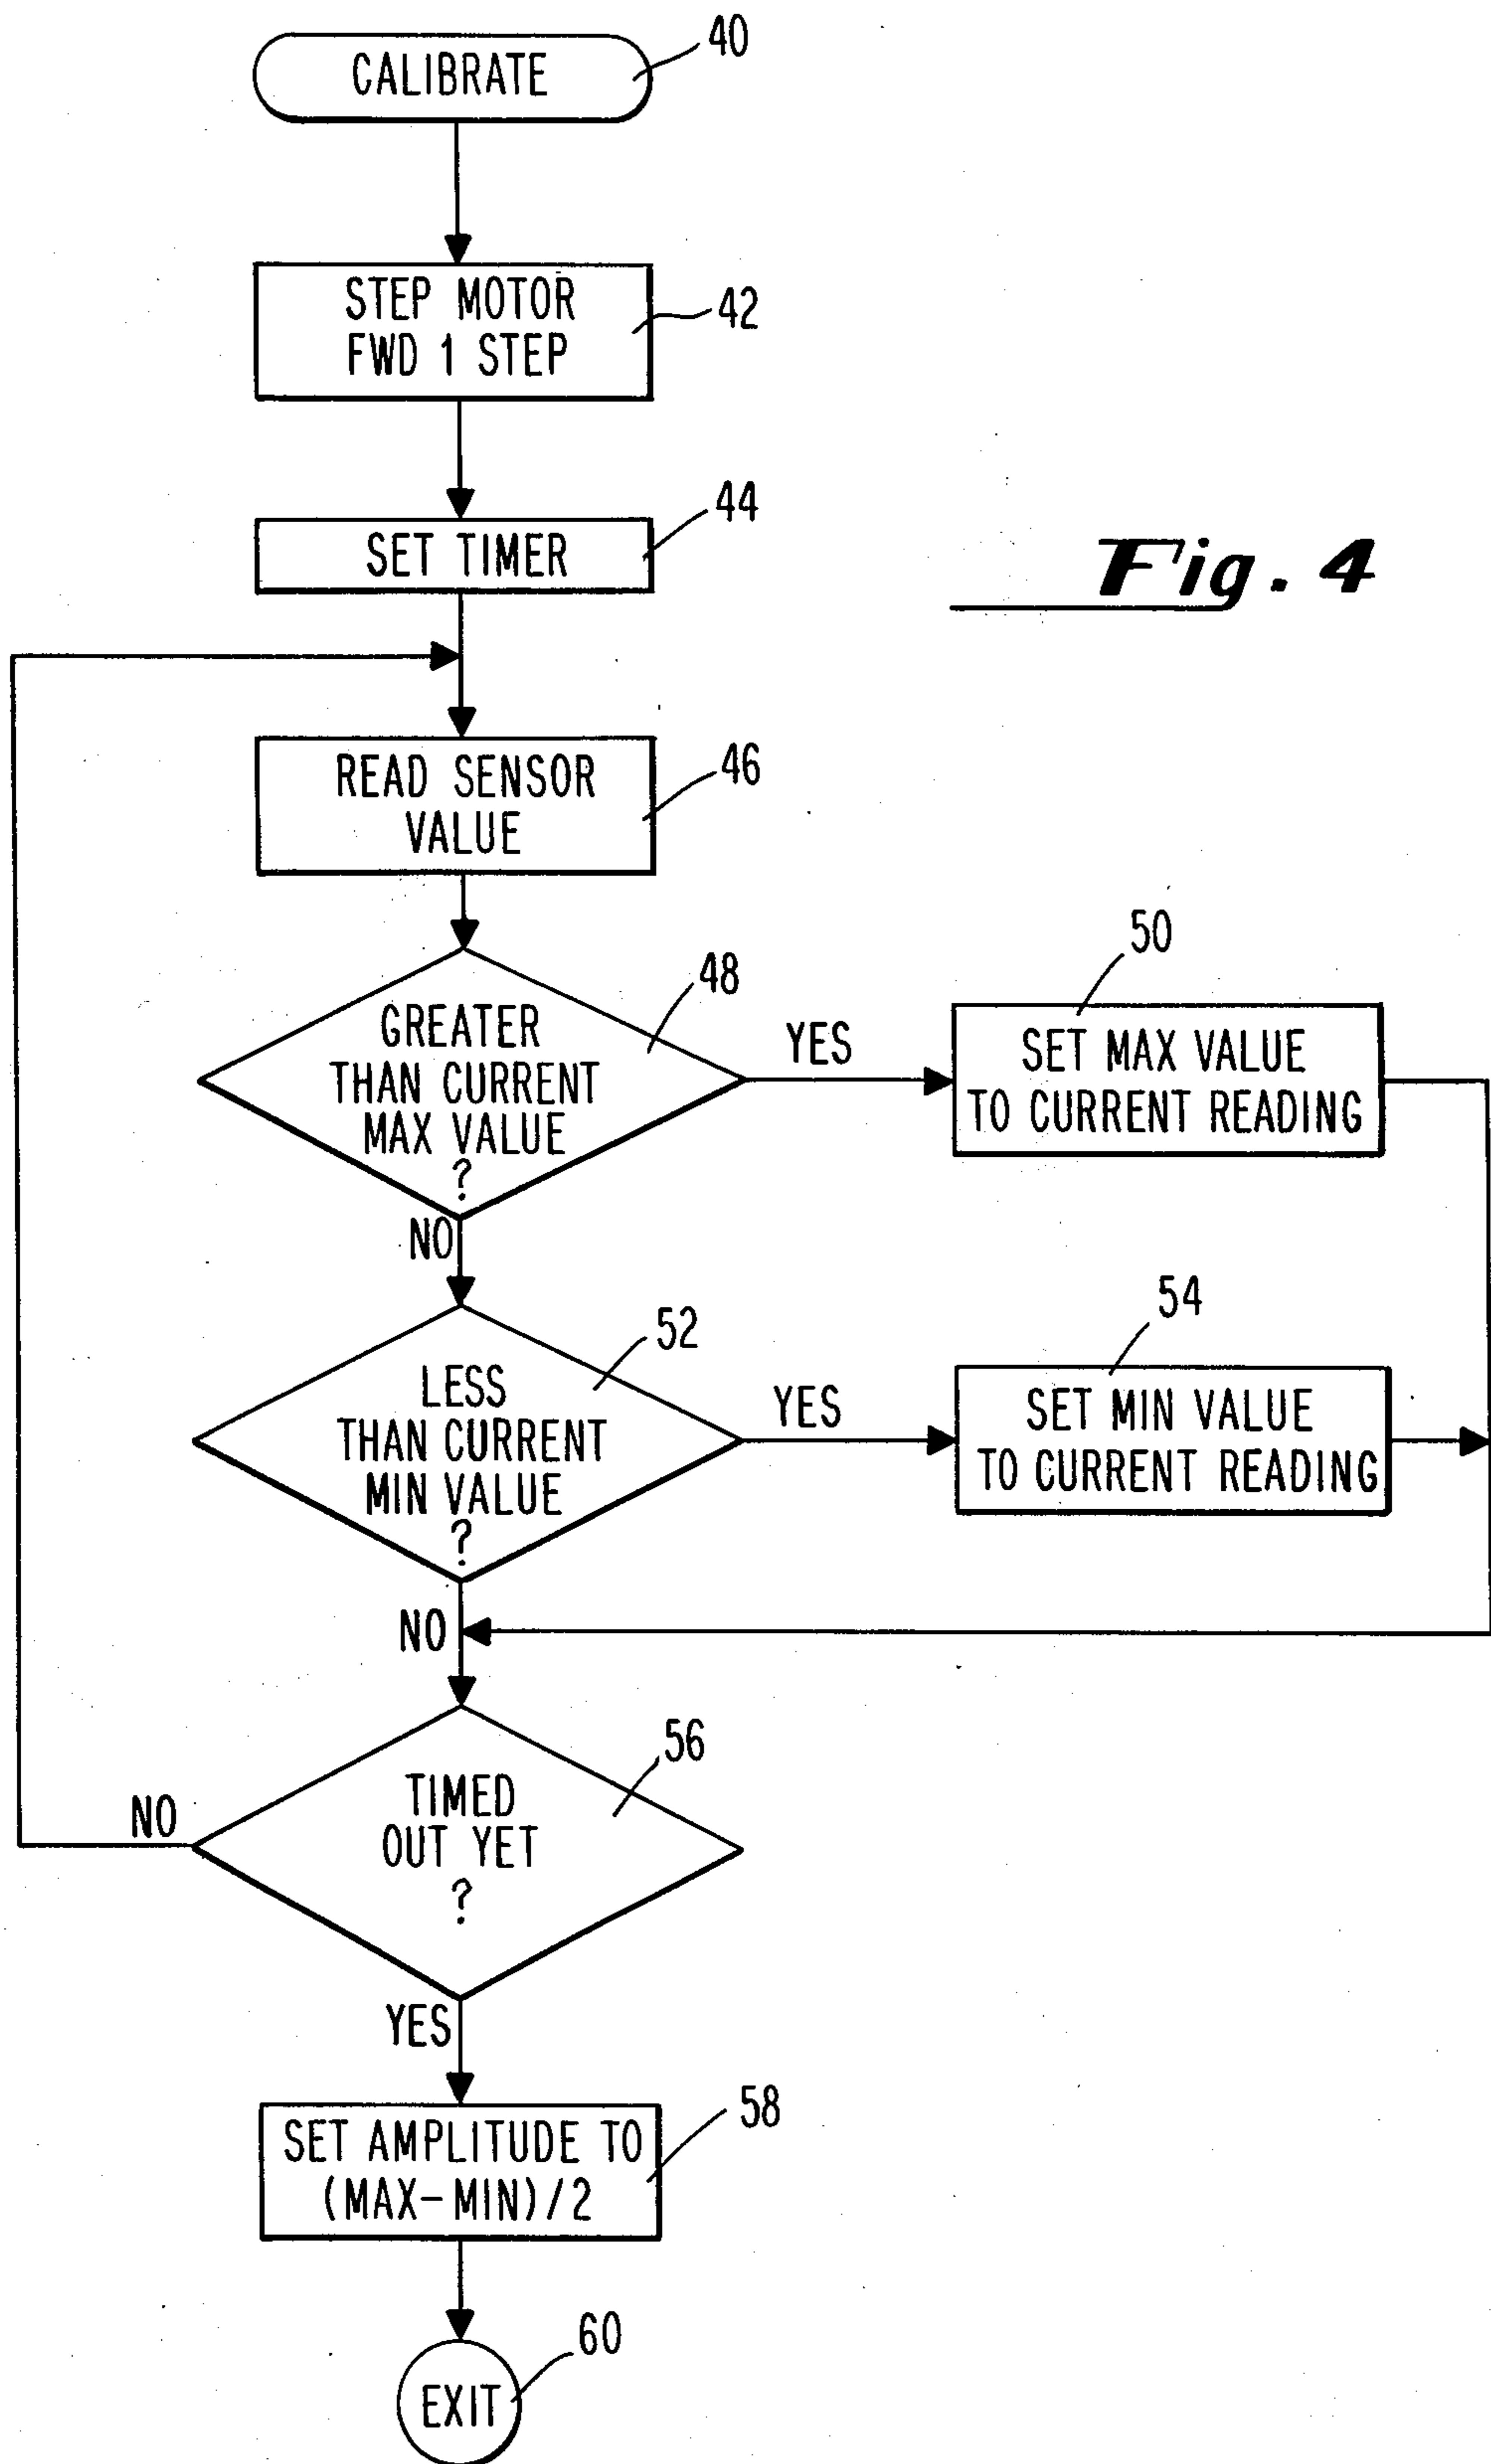 CALIBRATE
40
STEP MOTOR
FWD 1 STEP
42
SET TIMER
44
Fig. 4
READ SENSOR
VALUE
46
GREATER
THAN CURRENT
MAX VALUE
?
48
YES
50
SET MAX VALUE
TO CURRENT READING
NO
LESS
THAN CURRENT
MIN VALUE
?
52
YES
54
SET MIN VALUE
TO CURRENT READING
NO
TIMED
OUT YET
?
56
NO
YES
SET AMPLITUDE TO
(MAX-MIN)/2
58
EXIT
60